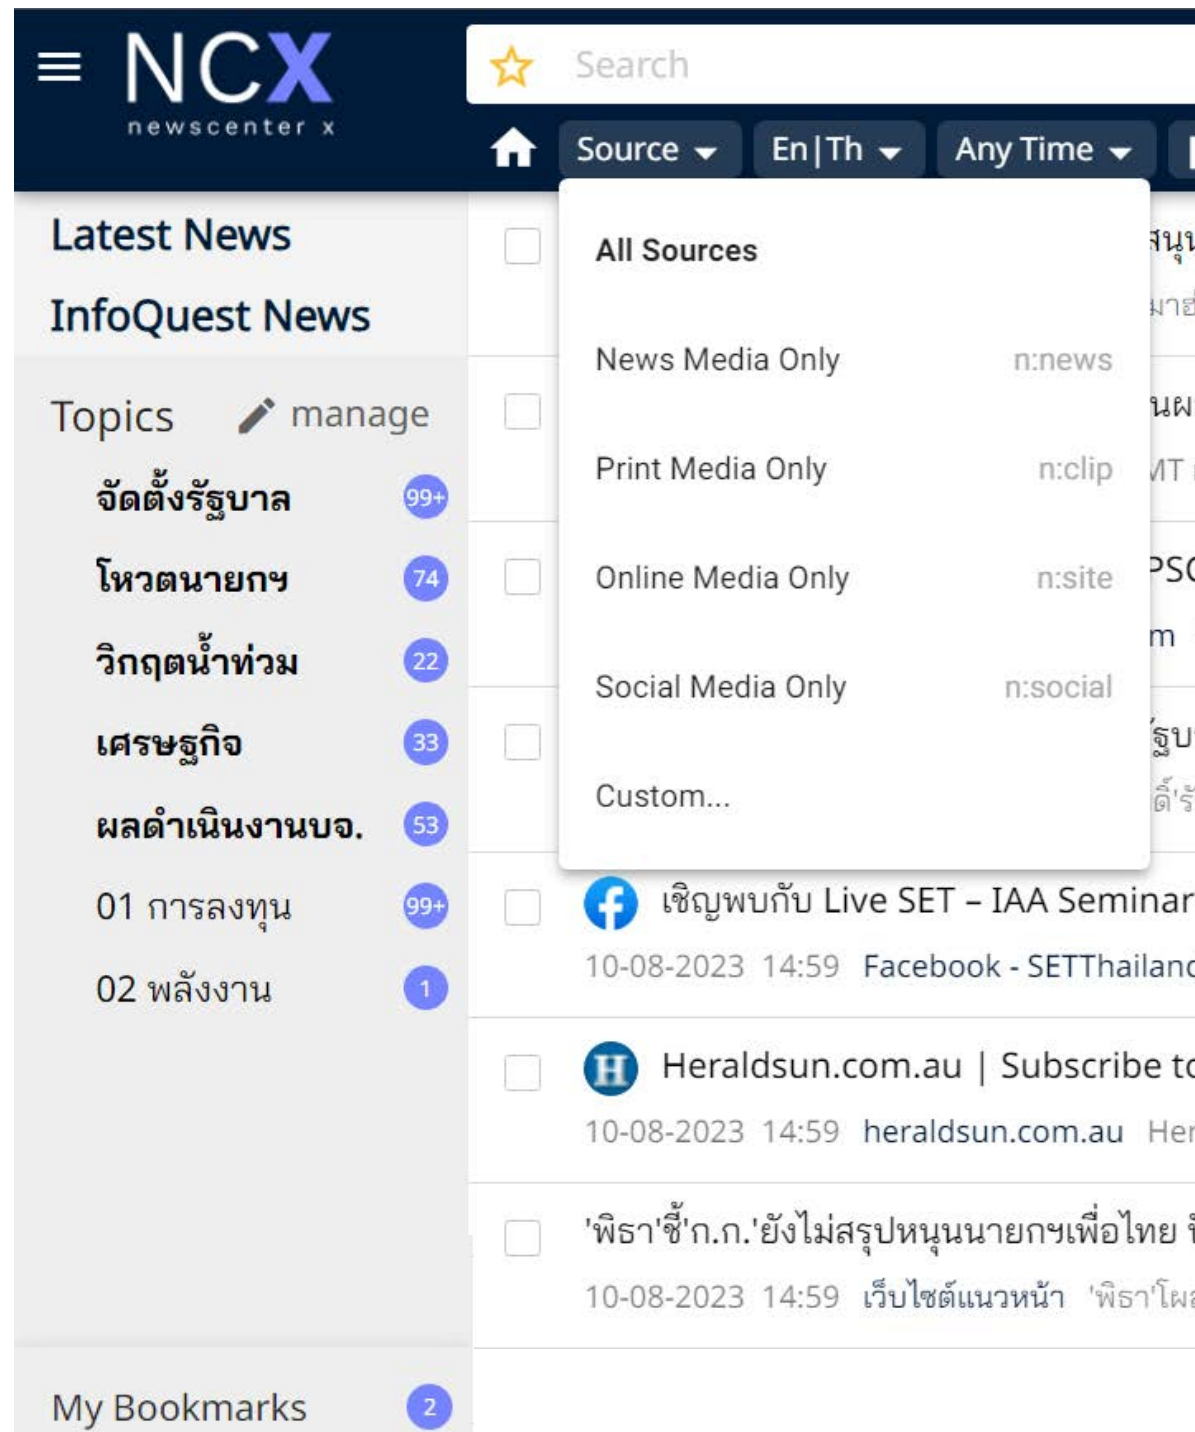 NCX
newscenter x
Search
Source
En|Th
Any Time
Latest News
InfoQuest News
Topics
manage
จัดตั้งรัฐบาล 99+
โหวตนายกฯ 74
วิกฤตน้ำท่วม 22
เศรษฐกิจ 33
ผลดำเนินงานบจ. 53
01 การลงทุน 99+
02 พลังงาน 1
My Bookmarks 2
All Sources
News Media Only n:news
Print Media Only n:clip
Online Media Only n:site
Social Media Only n:social
Custom...
เชิญพบกับ Live SET – IAA Seminar
10-08-2023 14:59 Facebook - SETThailand
Heraldsun.com.au | Subscribe to
10-08-2023 14:59 heraldsun.com.au Her
'พิธา'ชี้'ก.ก.'ยังไม่สรุปหนุนนายกฯเพื่อไทย
10-08-2023 14:59 เว็บไซต์แนวหน้า 'พิธา'โผล